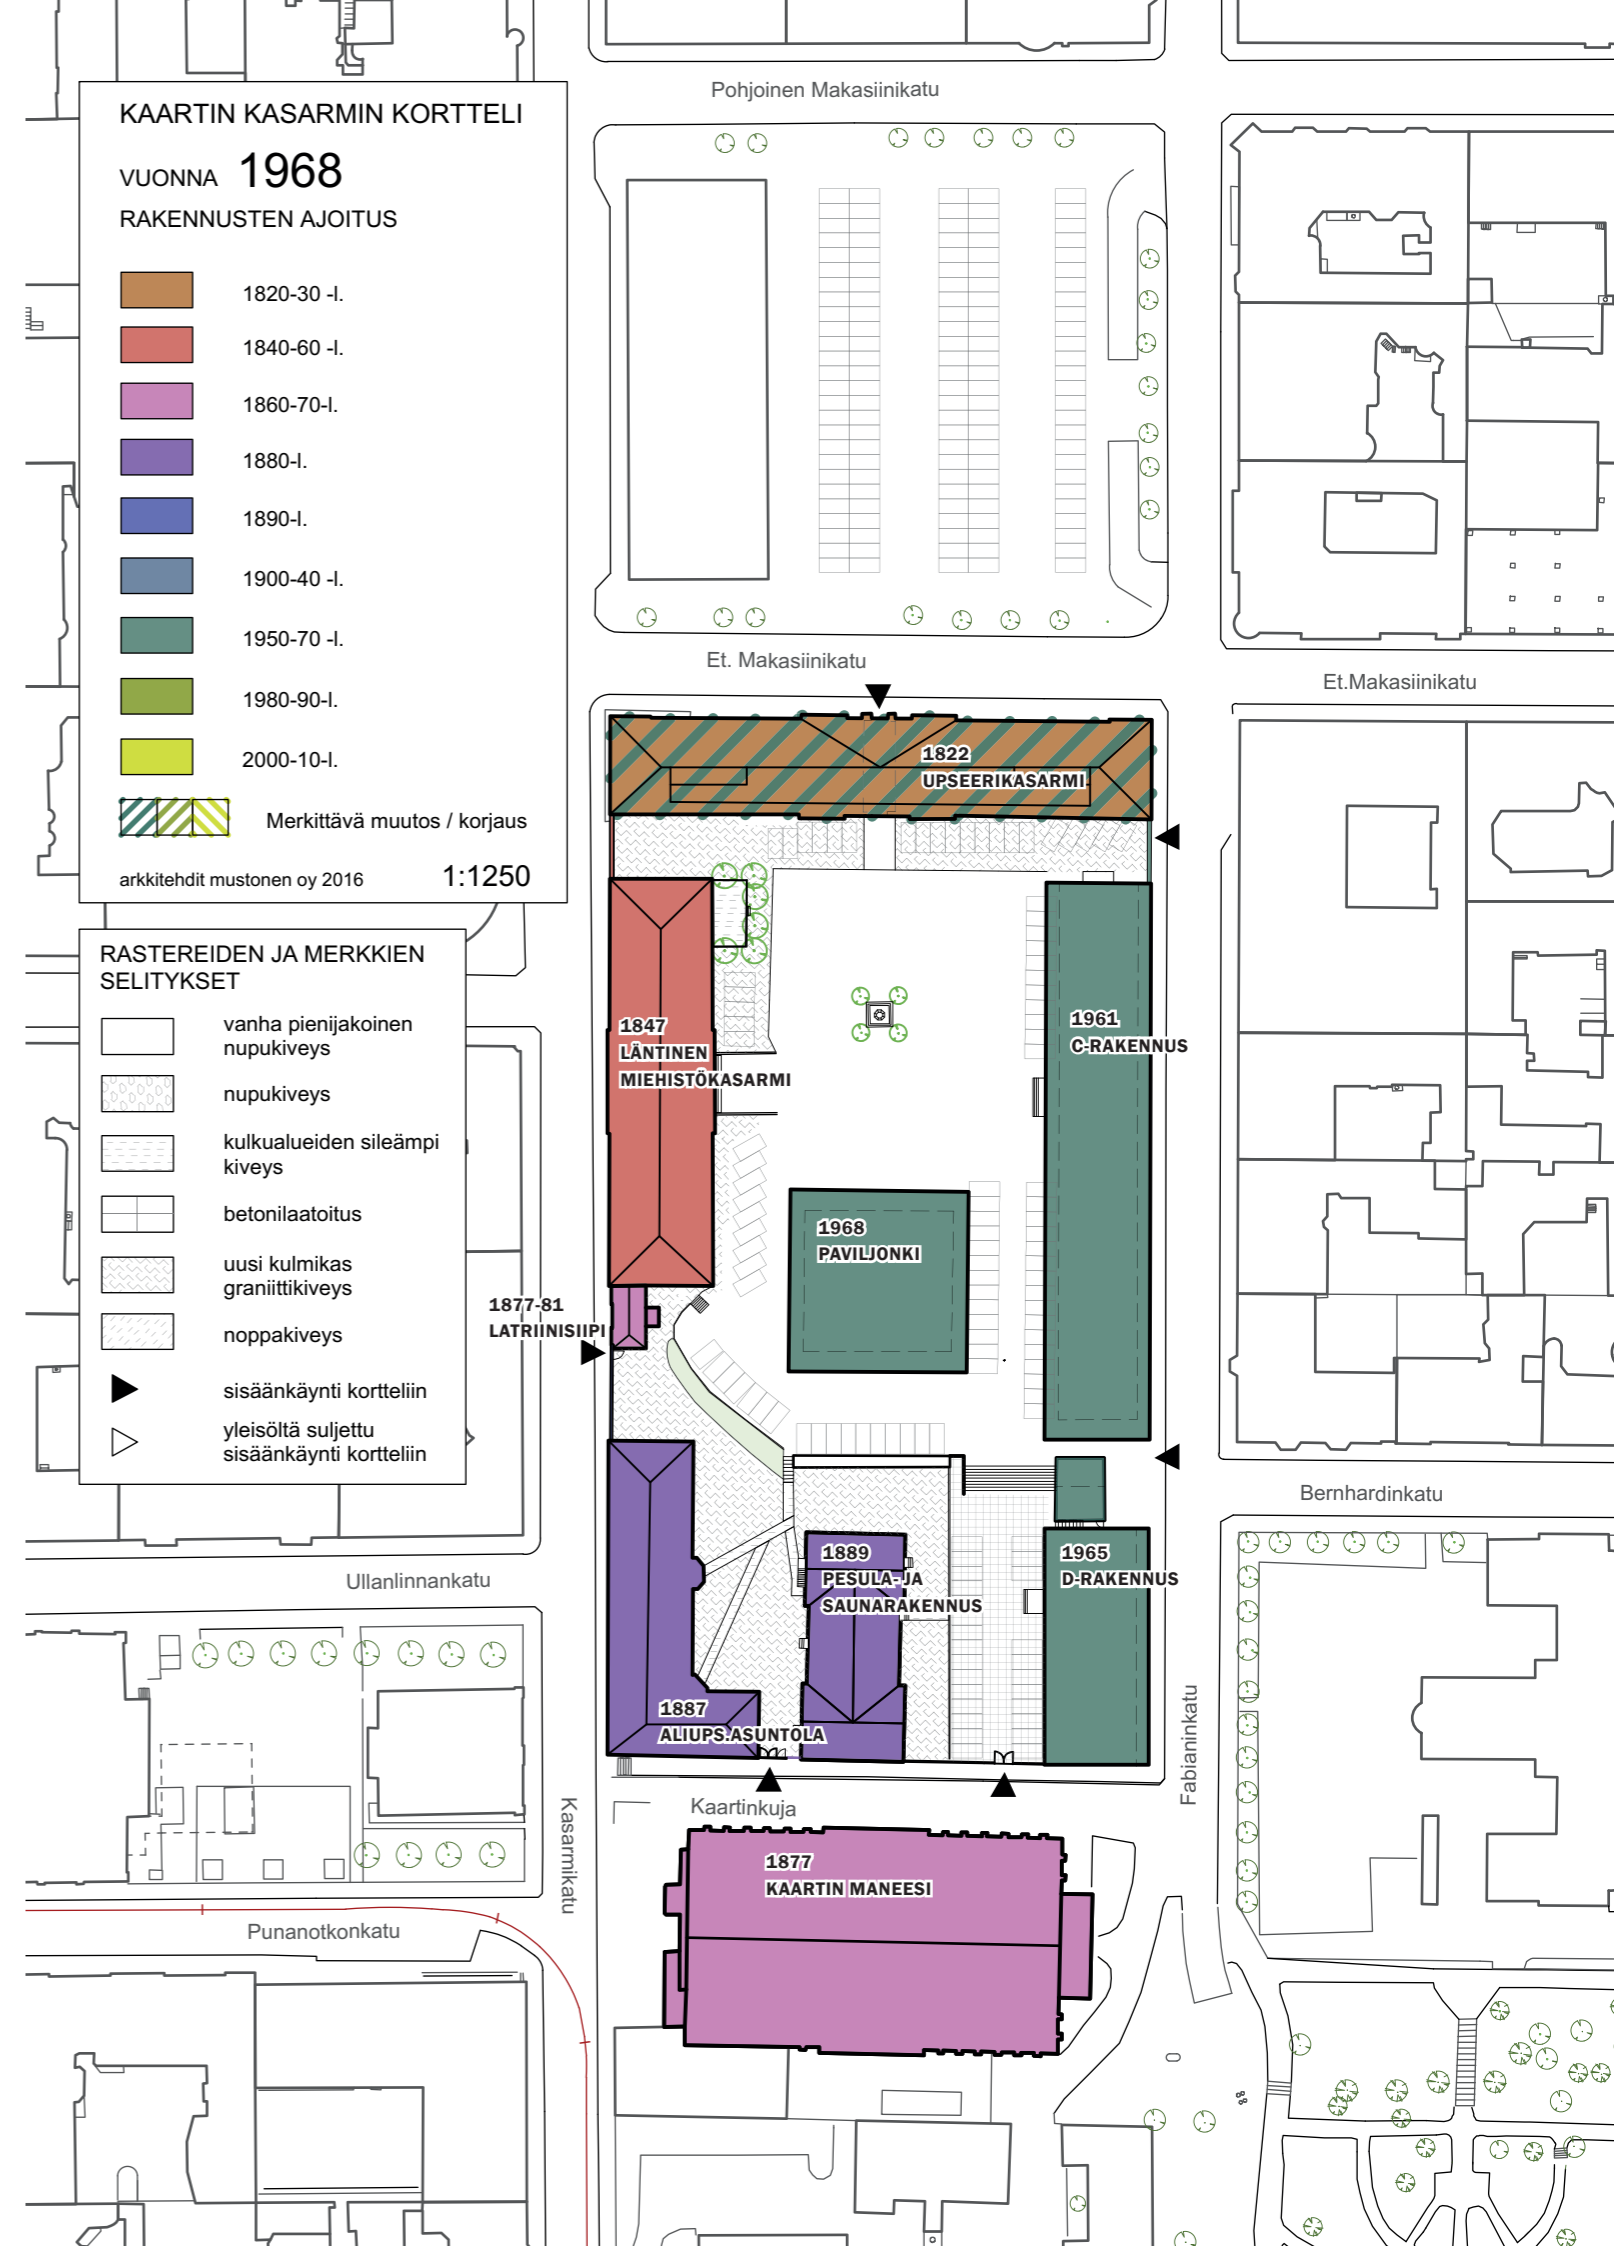 KAARTIN KASARMIN KORTTELI
VUONNA 1968
RAKENNUSTEN AJOITUS
1820-30 -l.
1840-60 -l.
1860-70-l.
1880-l.
1890-l.
1900-40 -l.
1950-70 -l.
1980-90-l.
2000-10-l.
Merkittävä muutos / korjaus
arkkitehdit mustonen oy 2016 1:1250
RASTEREIDEN JA MERKKIEN
SELITYKSET
vanha pienijakoinen
nupukiveys
nupukiveys
kulkualueiden sileämpi
kiveys
betonilaatoitus
uusi kulmikas
graniittikiveys
noppakiveys
sisäänkäynti kortteliin
yleisöltä suljettu
sisäänkäynti kortteliin
Pohjoinen Makasiinikatu
Et. Makasiinikatu
Et.Makasiinikatu
1822
UPSEERIKASARMI
1847
LÄNTINEN
MIEHISTÖKASARMI
1961
C-RAKENNUS
1968
PAVILJONKI
1877-81
LATRIINISIIPI
Bernhardinkatu
1889
PESULA- JA
SAUNARAKENNUS
1965
D-RAKENNUS
Ullanlinnankatu
1887
ALIUPS.ASUNTOLA
Fabianinkatu
Kaartinkuja
Kasarmikatu
1877
KAARTIN MANEESI
Punanotkonkatu